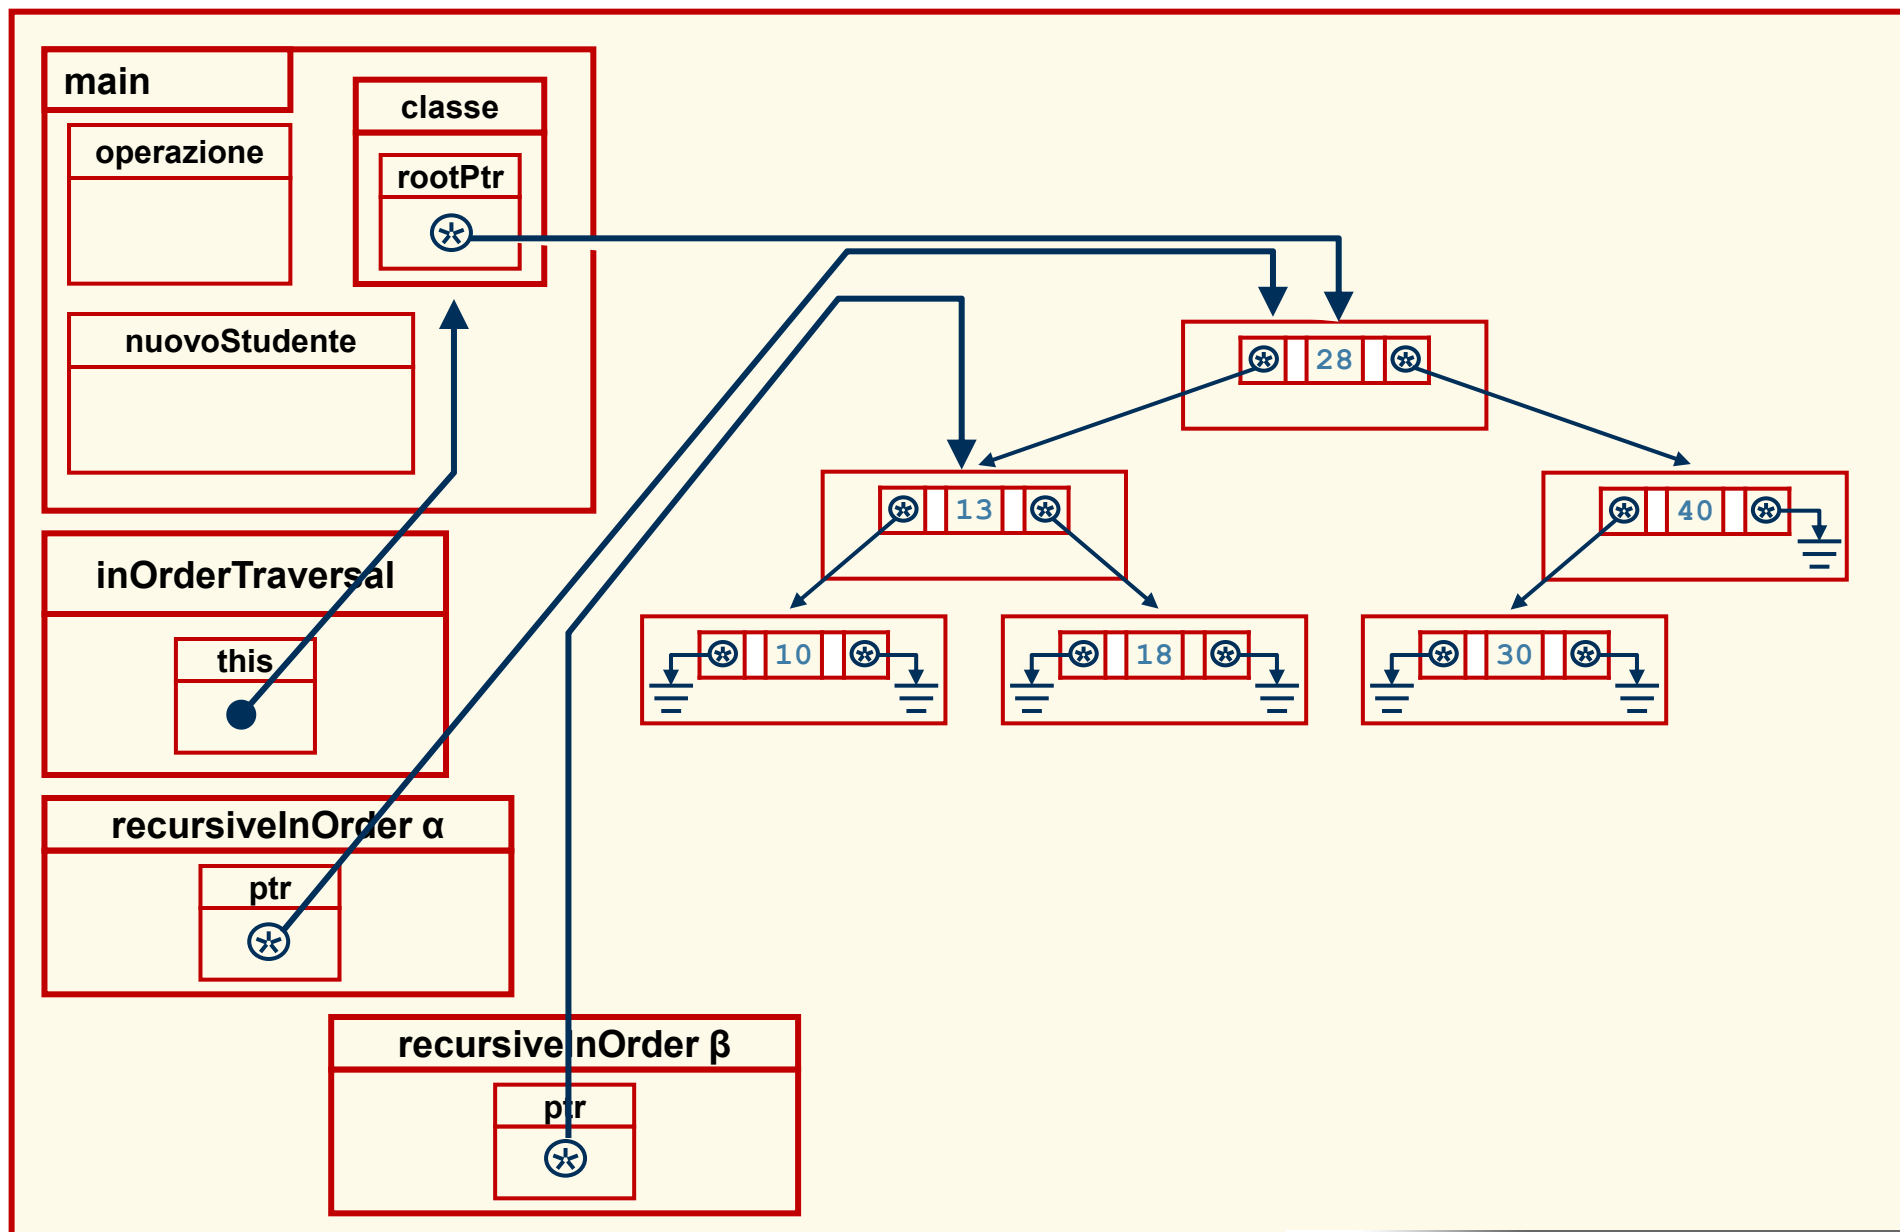 main
classe
operazione
rootPtr
nuovoStudente
28
13
40
inOrderTraversal
this
10
18
30
recursiveInOrder α
ptr
recursiveInOrder β
ptr